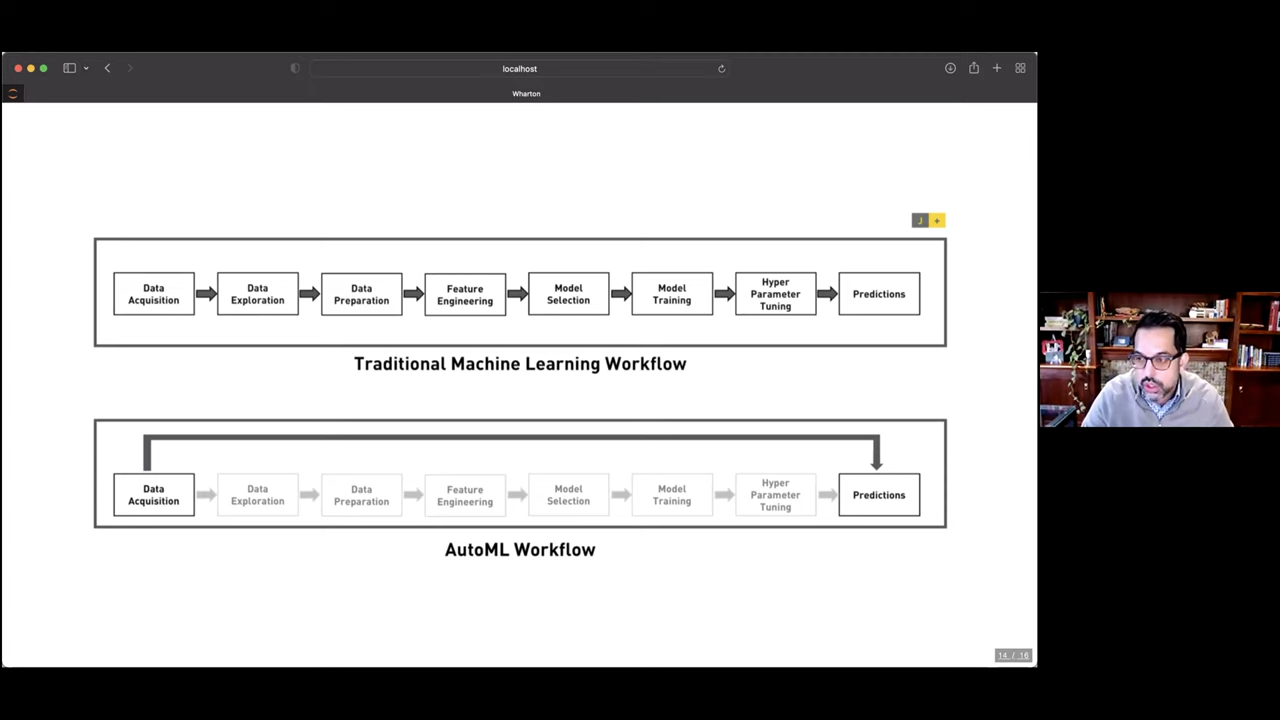 localhost
Wharton
J +
Data
Acquisition
Data
Exploration
Data
Preparation
Feature
Engineering
Model
Selection
Model
Training
Hyper
Parameter
Tuning
Predictions
Traditional Machine Learning Workflow
Data
Acquisition
Data
Exploration
Data
Preparation
Feature
Engineering
Model
Selection
Model
Training
Hyper
Parameter
Tuning
Predictions
AutoML Workflow
14 / 16